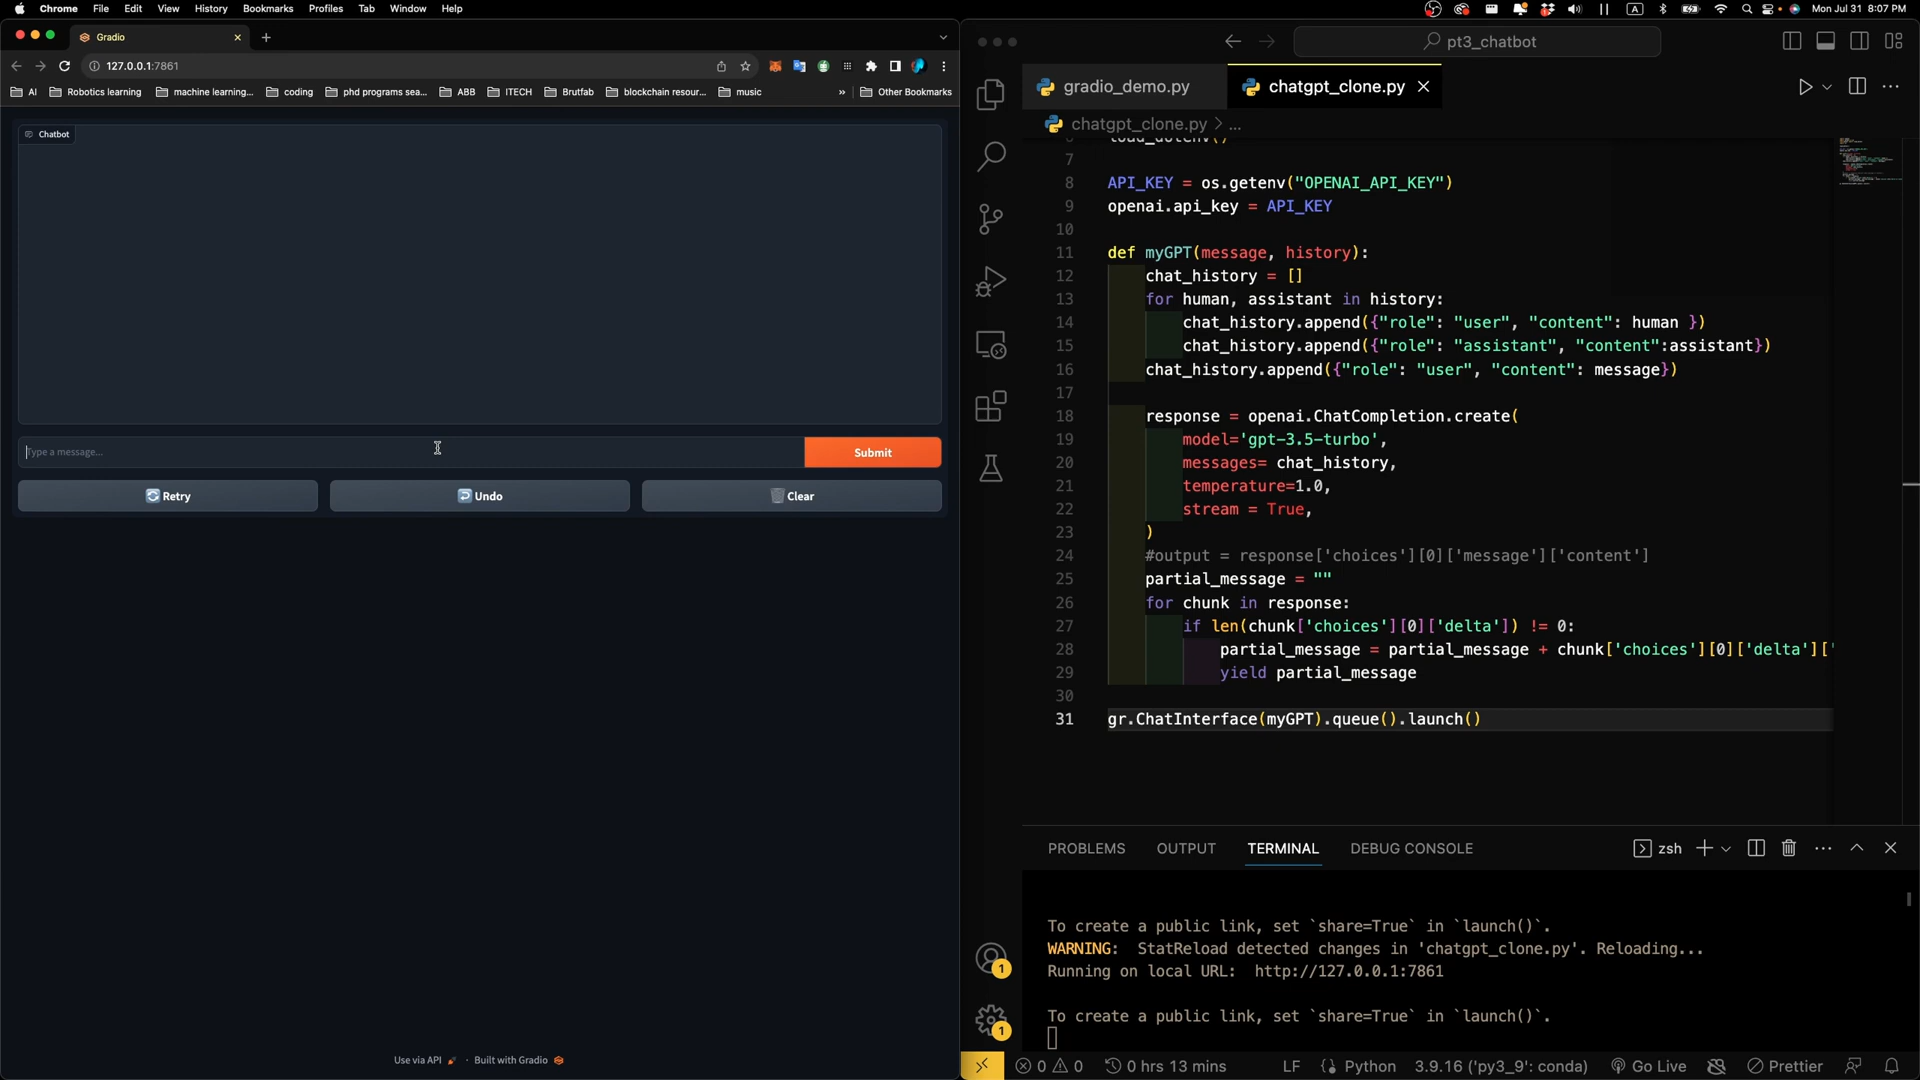 Chrome File Edit View History Bookmarks Profiles Tab Window Help
A Mon Jul 31 8:07 PM
Gradio
127.0.0.1:7861
AI Robotics learning machine learning... coding phd programs sea... ABB ITECH Brutfab blockchain resour... music » Other Bookmarks
Chatbot
Type a message...
Submit
Retry
Undo
Clear
Use via API · Built with Gradio
pt3_chatbot
gradio_demo.py
chatgpt_clone.py
chatgpt_clone.py > ...
6 load_dotenv()
7
8 API_KEY = os.getenv("OPENAI_API_KEY")
9 openai.api_key = API_KEY
10
11 def myGPT(message, history):
12 chat_history = []
13 for human, assistant in history:
14 chat_history.append({"role": "user", "content": human })
15 chat_history.append({"role": "assistant", "content":assistant})
16 chat_history.append({"role": "user", "content": message})
17
18 response = openai.ChatCompletion.create(
19 model='gpt-3.5-turbo',
20 messages= chat_history,
21 temperature=1.0,
22 stream = True,
23 )
24 #output = response['choices'][0]['message']['content']
25 partial_message = ""
26 for chunk in response:
27 if len(chunk['choices'][0]['delta']) != 0:
28 partial_message = partial_message + chunk['choices'][0]['delta']['
29 yield partial_message
30
31 gr.ChatInterface(myGPT).queue().launch()
PROBLEMS OUTPUT TERMINAL DEBUG CONSOLE
zsh
To create a public link, set `share=True` in `launch()`.
WARNING: StatReload detected changes in 'chatgpt_clone.py'. Reloading...
Running on local URL: http://127.0.0.1:7861
To create a public link, set `share=True` in `launch()`.
1
1
0 0 0 hrs 13 mins LF Python 3.9.16 ('py3_9': conda) Go Live Prettier